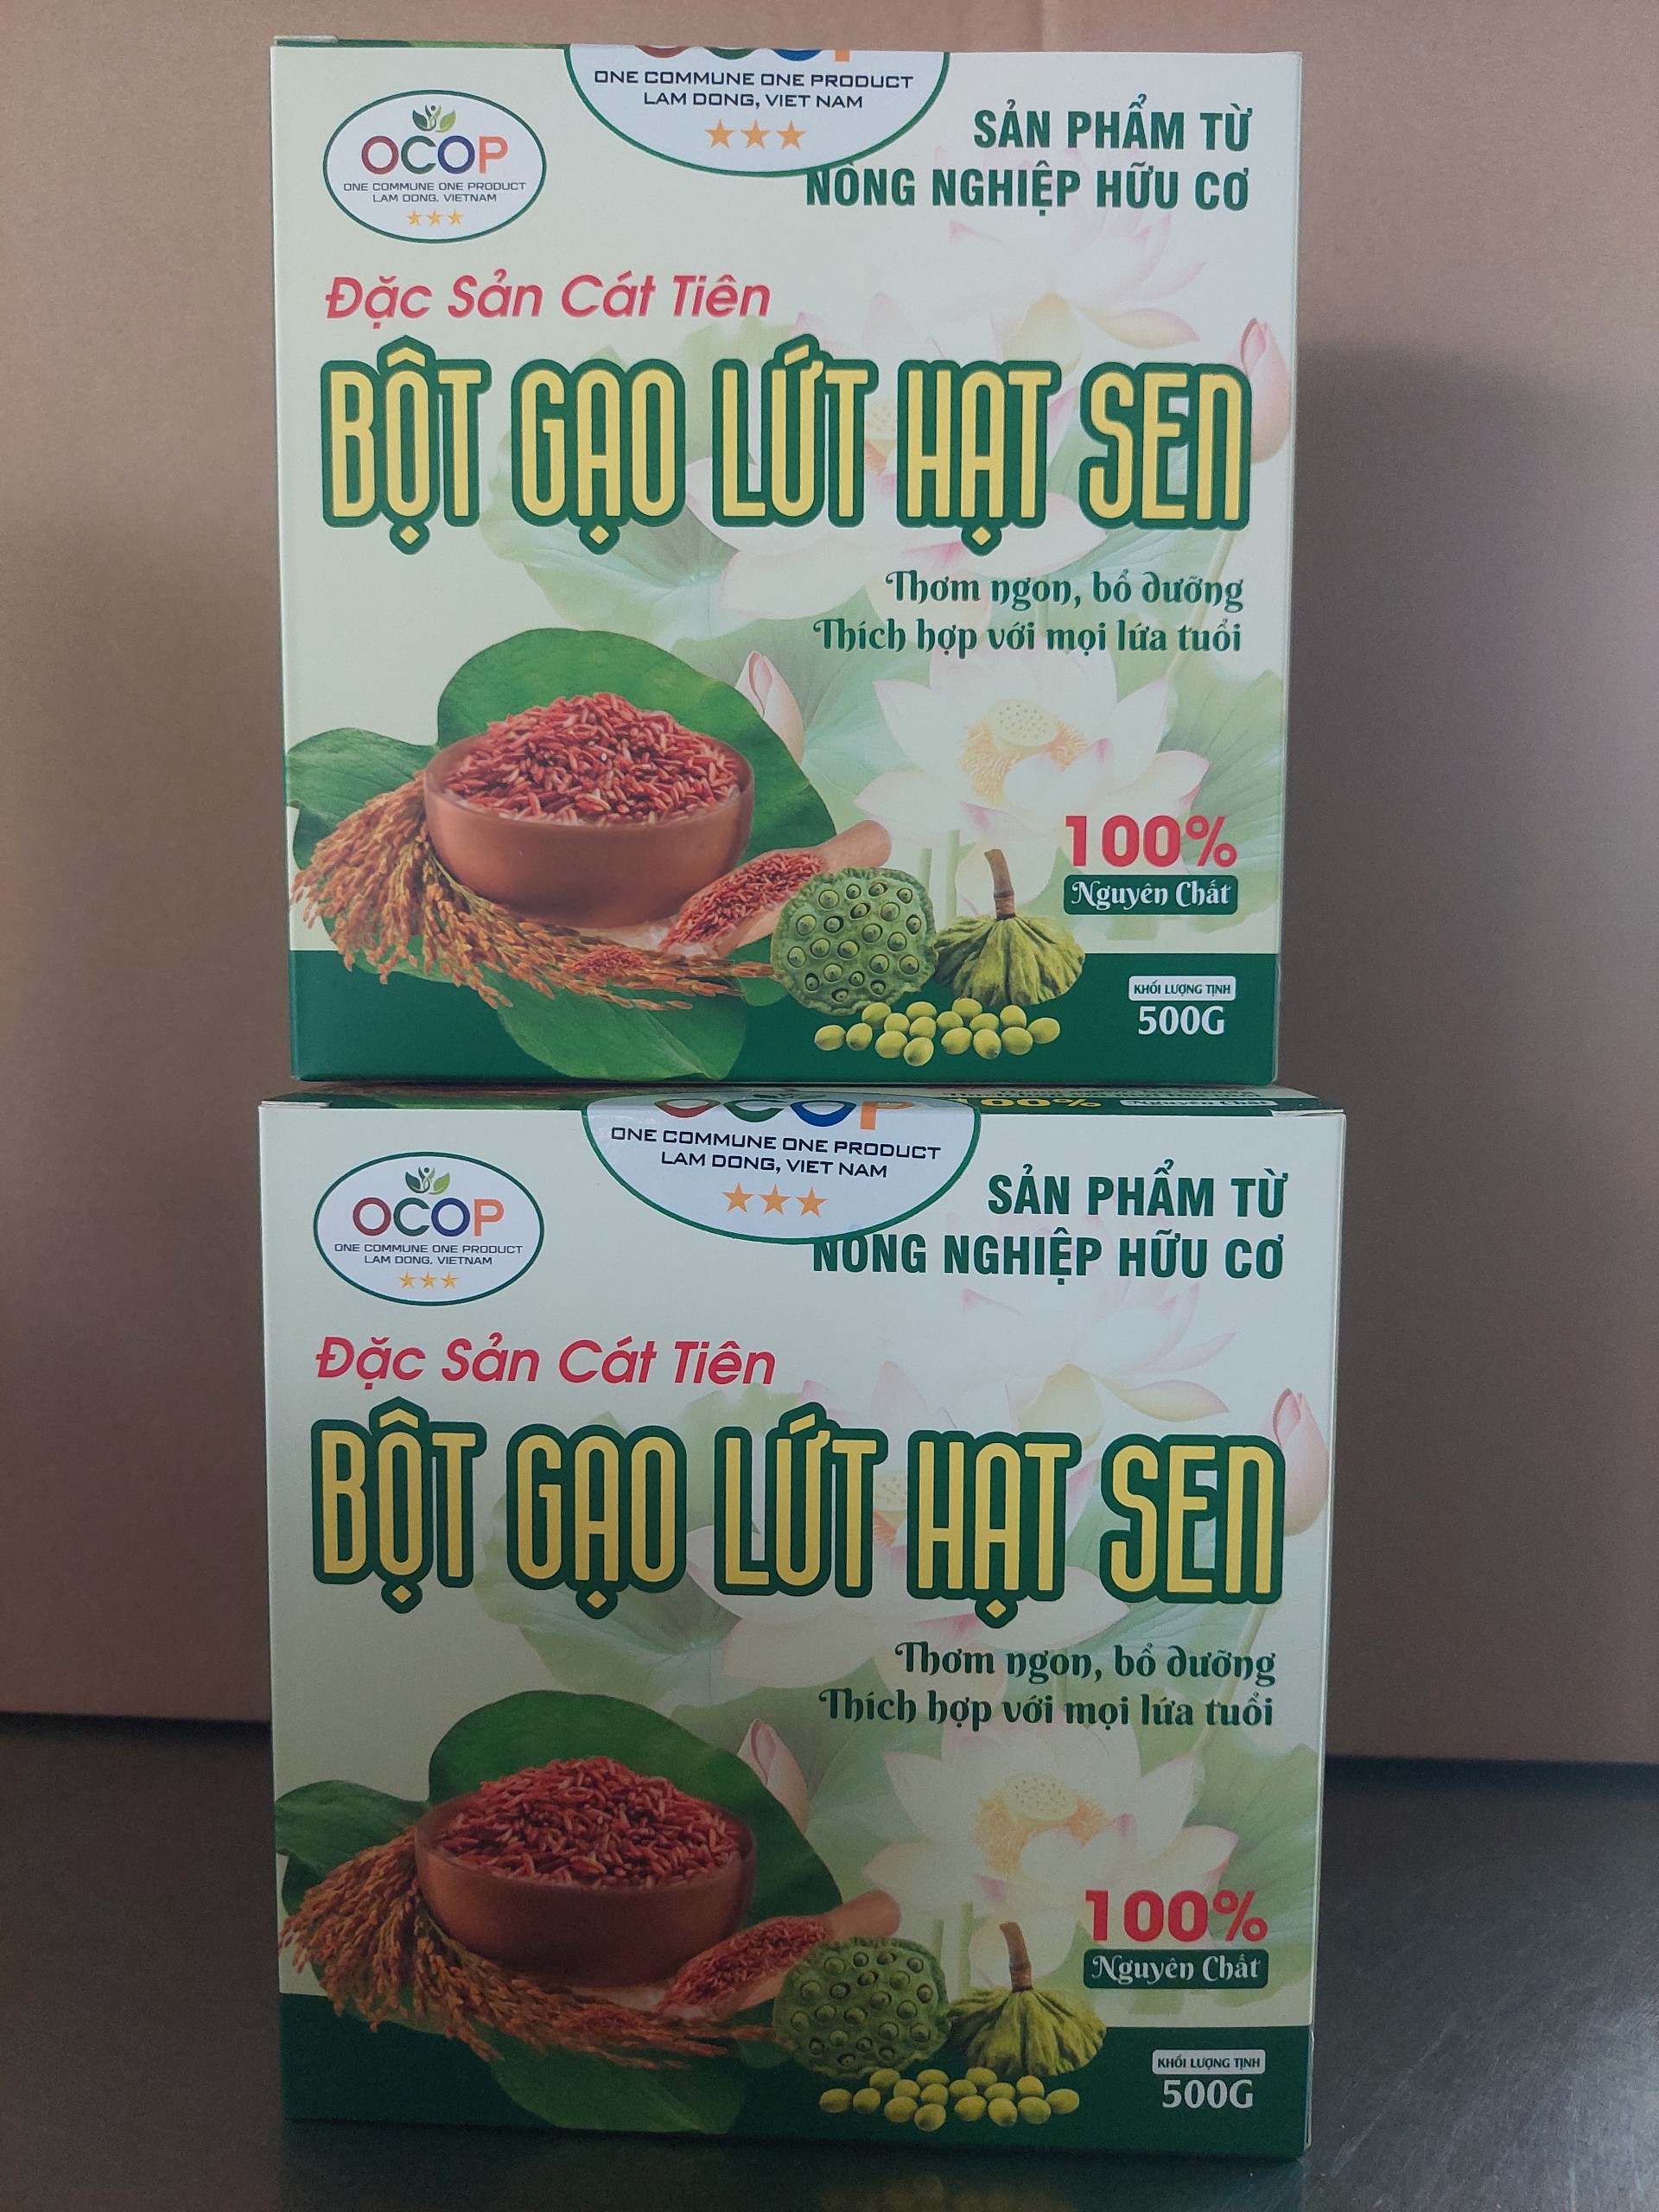 OCOP
ONE COMMUNE ONE PRODUCT
LAM DONG, VIETNAM
ONE COMMUNE ONE PRODUCT
LAM DONG, VIET NAM
SẢN PHẨM TỪ
NÔNG NGHIỆP HỮU CƠ
Đặc Sản Cát Tiên
BỘT GẠO LỨT HẠT SEN
Thơm ngon, bổ dưỡng
Thích hợp với mọi lứa tuổi
100%
Nguyên Chất
KHỐI LƯỢNG TỊNH
500G
100%
OCOP
ONE COMMUNE ONE PRODUCT
LAM DONG, VIET NAM
OCOP
ONE COMMUNE ONE PRODUCT
LAM DONG, VIETNAM
SẢN PHẨM TỪ
NÔNG NGHIỆP HỮU CƠ
Đặc Sản Cát Tiên
BỘT GẠO LỨT HẠT SEN
Thơm ngon, bổ dưỡng
Thích hợp với mọi lứa tuổi
100%
Nguyên Chất
KHỐI LƯỢNG TỊNH
500G